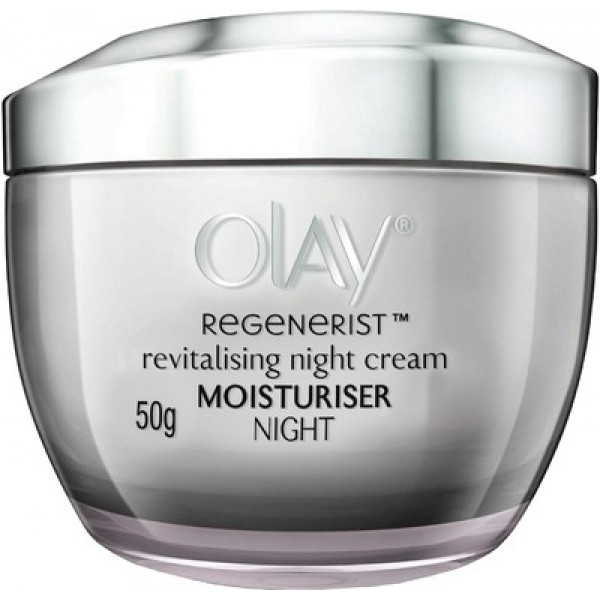 OLAY®
REGENERIST™
revitalising night cream
MOISTURISER
50g
NIGHT